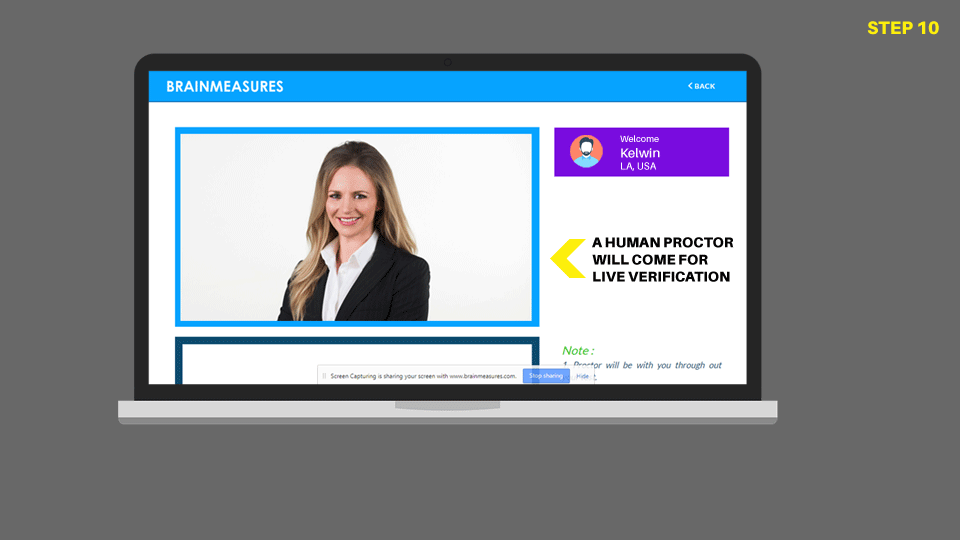 STEP 10
BRAINMEASURES
BACK
Welcome
Kelwin
LA, USA
A HUMAN PROCTOR
WILL COME FOR
LIVE VERIFICATION
Note :
1. Proctor will be with you through out
Screen Capturing is sharing your screen with www.brainmeasures.com.
Stop sharing
Hide